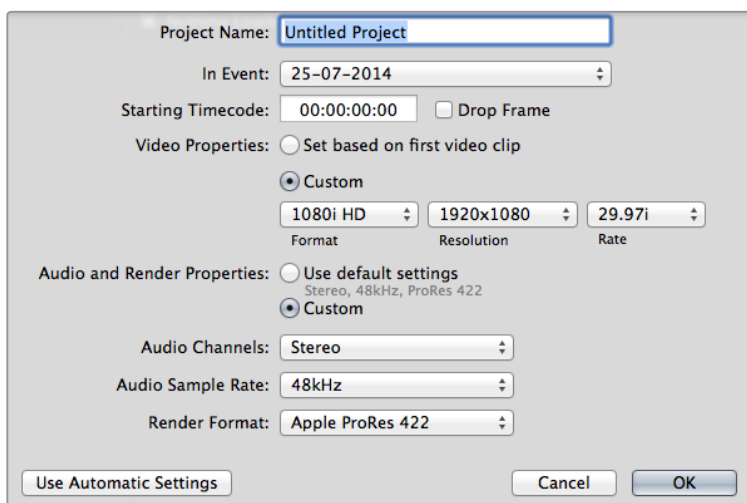 Project Name: Untitled Project
In Event: 25-07-2014
Starting Timecode: 00:00:00:00 Drop Frame
Video Properties: Set based on first video clip
Custom
1080i HD 1920x1080 29.97i
Format Resolution Rate
Audio and Render Properties: Use default settings
Stereo, 48kHz, ProRes 422
Custom
Audio Channels: Stereo
Audio Sample Rate: 48kHz
Render Format: Apple ProRes 422
Use Automatic Settings Cancel OK